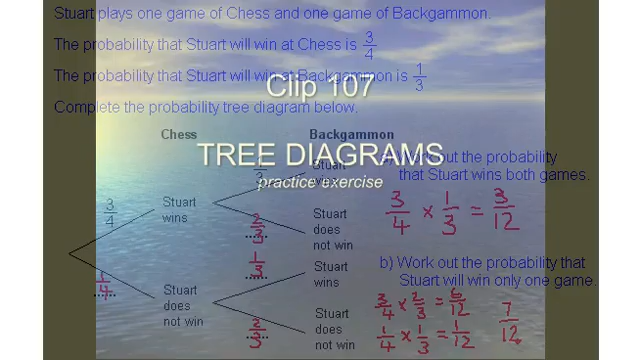 Stuart plays one game of Chess and one game of Backgammon.
The probability that Stuart will win at Chess is 3/4
The probability that Stuart will win at Backgammon is 1/3
Complete the probability tree diagram below.
Clip 107
TREE DIAGRAMS
practice exercise
Chess
Backgammon
3/4
Stuart
wins
1/3
Stuart
wins
2/3
Stuart
does
not win
1/4
Stuart
does
not win
1/3
Stuart
wins
2/3
Stuart
does
not win
a) Work out the probability
that Stuart wins both games.
3/4 × 1/3 = 3/12
b) Work out the probability that
Stuart will win only one game.
3/4 × 2/3 = 6/12
1/4 × 1/3 = 1/12
7/12